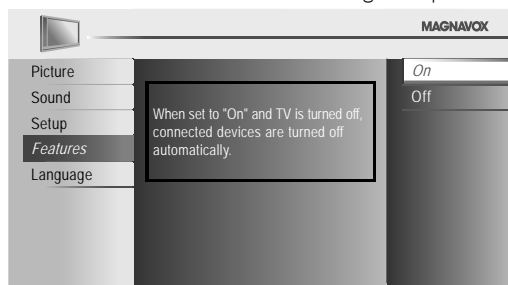 MAGNAVOX
Picture
Sound
Setup
Features
Language
When set to "On" and TV is turned off,
connected devices are turned off
automatically.
On
Off